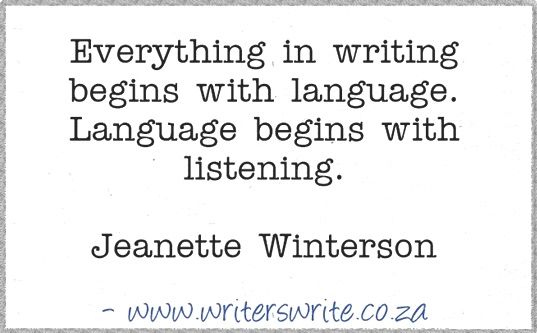 Everything in writing
begins with language.
Language begins with
listening.
Jeanette Winterson
- www.writerswrite.co.za